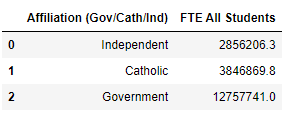 Affiliation (Gov/Cath/Ind) FTE All Students
0 Independent 2856206.3
1 Catholic 3846869.8
2 Government 12757741.0